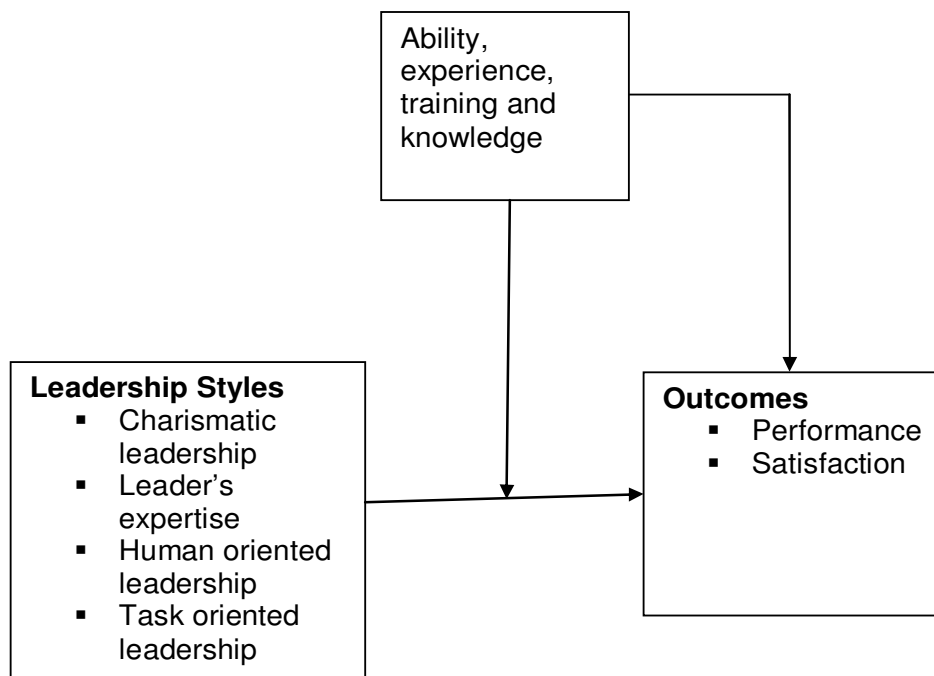 Ability,
experience,
training and
knowledge
Leadership Styles
▪ Charismatic
leadership
▪ Leader's
expertise
▪ Human oriented
leadership
▪ Task oriented
leadership
Outcomes
▪ Performance
▪ Satisfaction